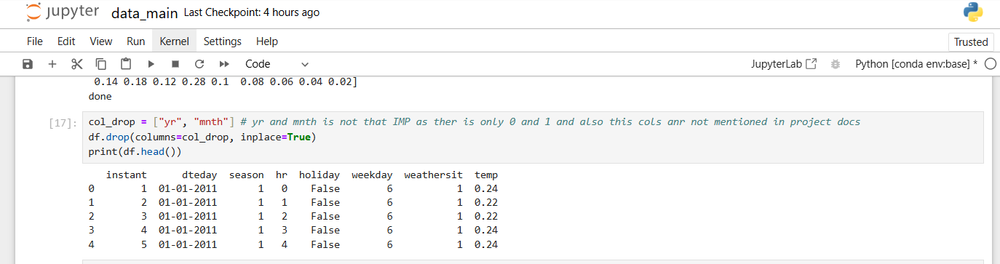 jupyter data_main Last Checkpoint: 4 hours ago
File Edit View Run Kernel Settings Help Trusted
Code JupyterLab Python [conda env:base] *
0.14 0.18 0.12 0.28 0.1  0.08 0.06 0.04 0.02]
done
[17]: col_drop = ["yr", "mnth"] # yr and mnth is not that IMP as ther is only 0 and 1 and also this cols anr not mentioned in project docs
df.drop(columns=col_drop, inplace=True)
print(df.head())
instant dteday season hr holiday weekday weathersit temp
0 1 01-01-2011 1 0 False 6 1 0.24
1 2 01-01-2011 1 1 False 6 1 0.22
2 3 01-01-2011 1 2 False 6 1 0.22
3 4 01-01-2011 1 3 False 6 1 0.24
4 5 01-01-2011 1 4 False 6 1 0.24